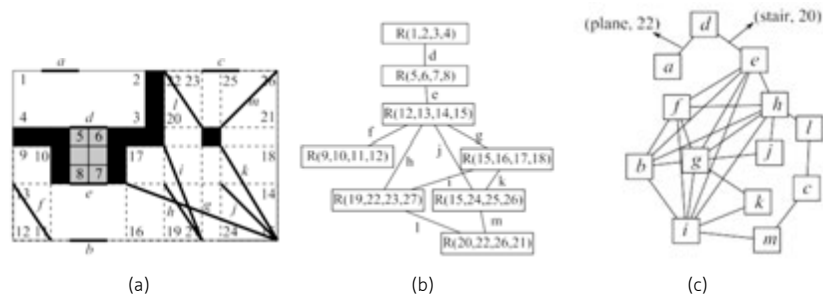 a
c
1
2
22
23
25
26
l
m
20
21
4
d
3
5
6
9
10
17
18
i
k
8
7
e
13
14
f
h
g
j
12
11
16
19
27
24
b
(a)
R(1,2,3,4)
d
R(5,6,7,8)
e
R(12,13,14,15)
f
g
R(9,10,11,12)
h
j
R(15,16,17,18)
i
k
R(19,22,23,27)
R(15,24,25,26)
l
m
R(20,22,26,21)
(b)
(plane, 22)
d
(stair, 20)
a
e
f
h
l
b
g
j
c
k
i
m
(c)